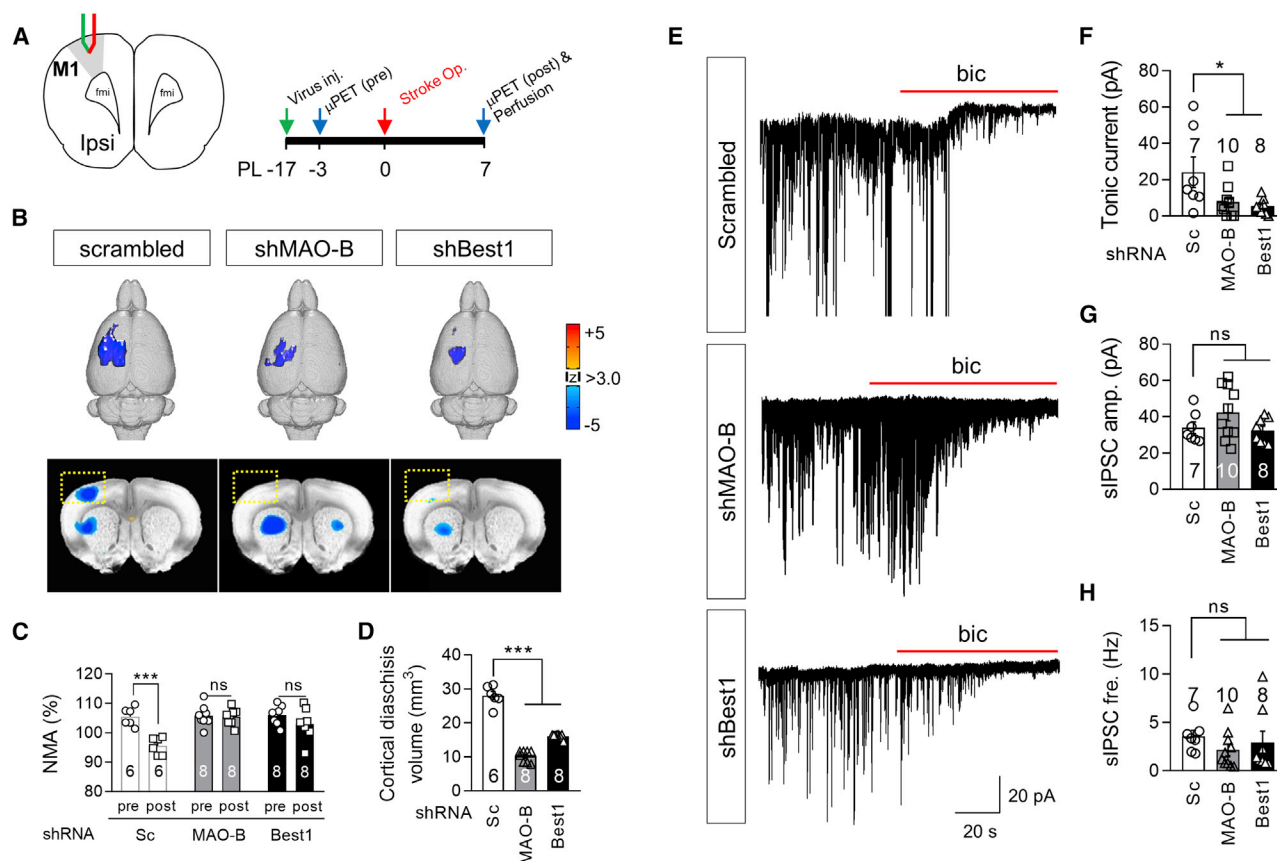 A
M1
fmi
fmi
Ipsi
Virus inj.
µPET (pre)
Stroke Op.
µPET (post) &
Perfusion
PL -17
-3
0
7
B
scrambled
shMAO-B
shBest1
+5
|z| >3.0
-5
C
NMA (%)
120
110
100
90
80
***
ns
ns
6
6
8
8
8
8
pre post
pre post
pre post
shRNA
Sc
MAO-B
Best1
D
Cortical diaschisis
volume (mm3)
40
30
20
10
0
***
6
8
8
shRNA
Sc
MAO-B
Best1
E
Scrambled
bic
shMAO-B
bic
shBest1
bic
20 pA
20 s
F
Tonic current (pA)
80
60
40
20
0
*
7
10
8
shRNA
Sc
MAO-B
Best1
G
sIPSC amp. (pA)
80
60
40
20
0
ns
7
10
8
Sc
MAO-B
Best1
H
sIPSC fre. (Hz)
15
10
5
0
ns
7
10
8
Sc
MAO-B
Best1